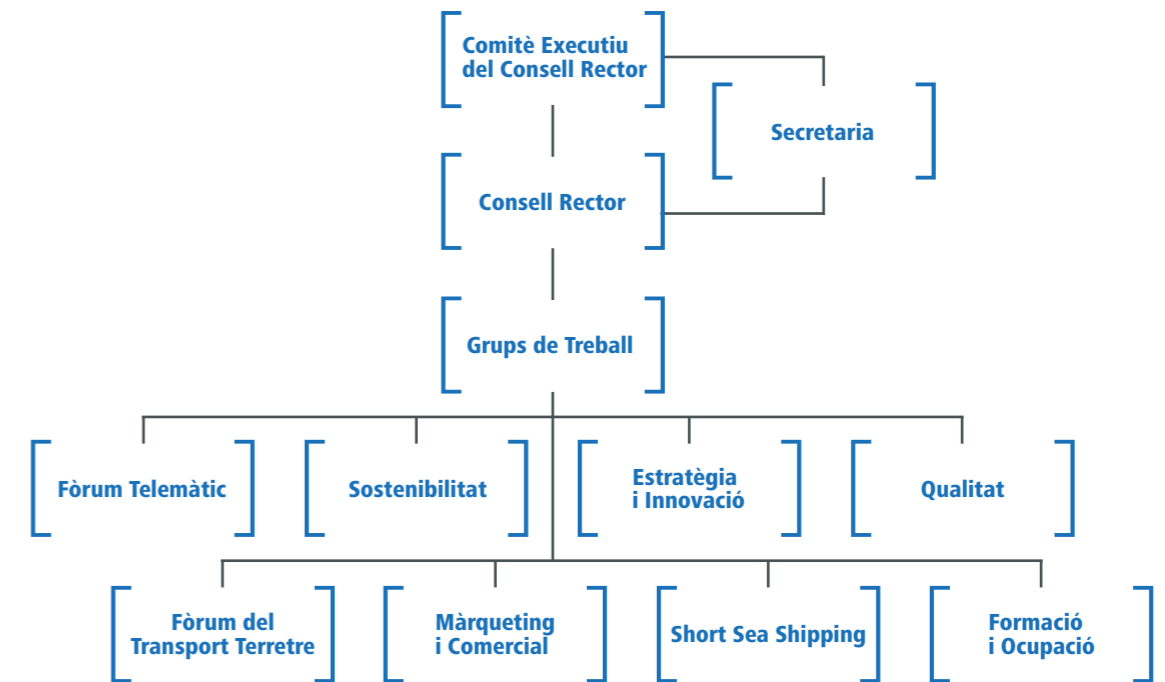 Comitè Executiu
del Consell Rector
Secretaria
Consell Rector
Grups de Treball
Fòrum Telemàtic
Sostenibilitat
Estratègia
i Innovació
Qualitat
Fòrum del
Transport Terretre
Màrqueting
i Comercial
Short Sea Shipping
Formació
i Ocupació